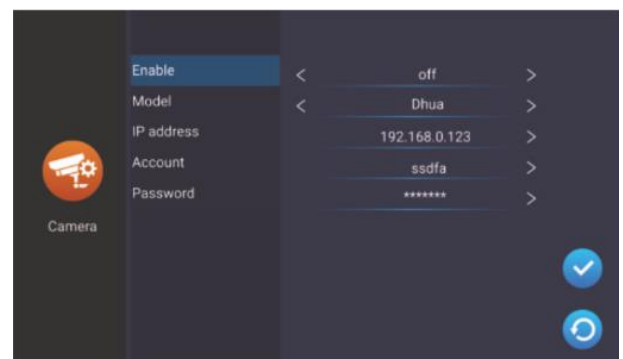 Enable < off >
Model < Dhua >
IP address 192.168.0.123 >
Account ssdfa >
Password ******* >
Camera